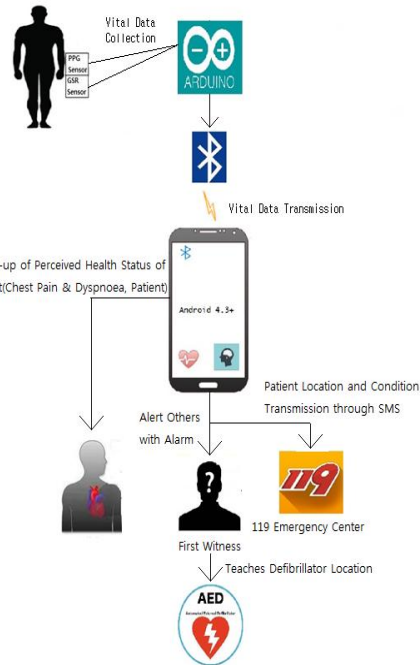 Vital Data
Collection
PPG
Sensor
GSR
Sensor
ARDUINO
Vital Data Transmission
-up of Perceived Health Status of
t(Chest Pain & Dyspnoea, Patient)
Android 4.3+
Patient Location and Condition
Transmission through SMS
Alert Others
with Alarm
?
119
119 Emergency Center
First Witness
Teaches Defibrillator Location
AED